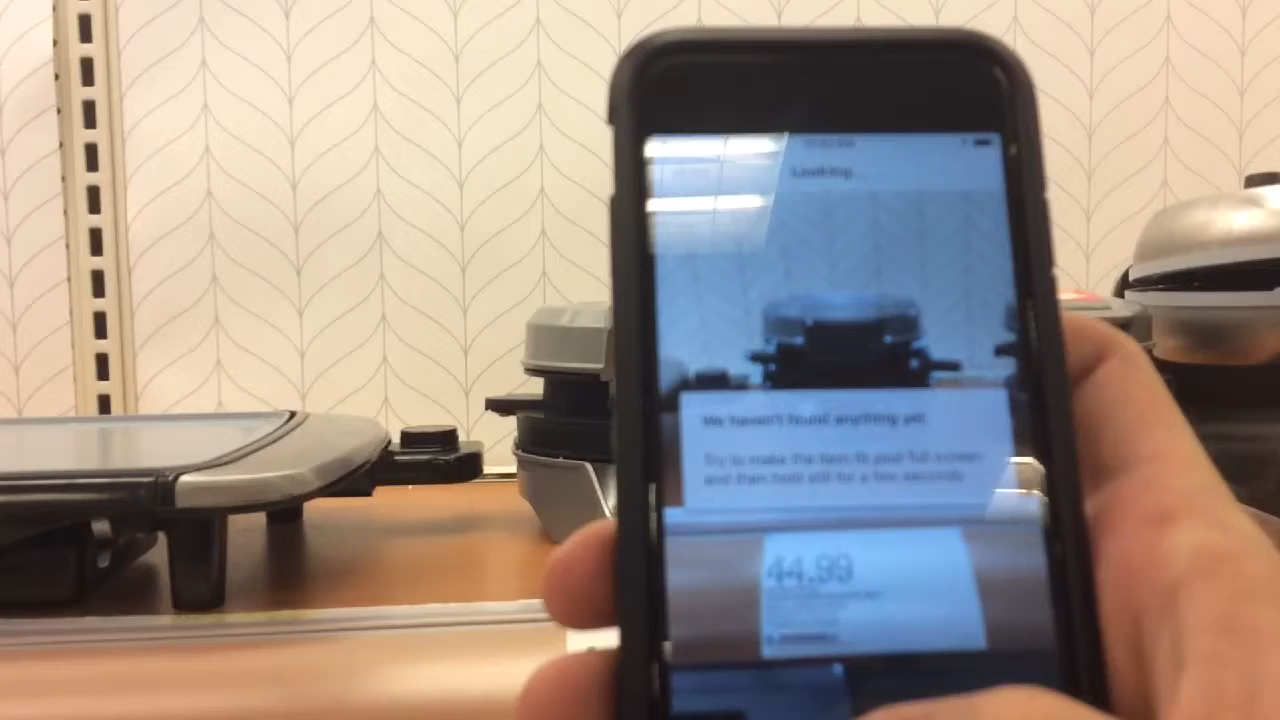 Looking...
We haven't found anything yet
Try to make the item fit your full screen
and then hold still for a few seconds
44.99